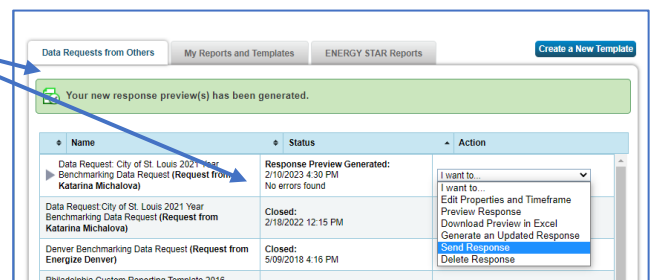 Data Requests from Others
My Reports and Templates
ENERGY STAR Reports
Create a New Template
Your new response preview(s) has been generated.
Name
Status
Action
Data Request: City of St. Louis 2021 Year
Benchmarking Data Request (Request from
Katarina Michalova)
Response Preview Generated:
2/10/2023 4:30 PM
No errors found
I want to...
I want to...
Edit Properties and Timeframe
Preview Response
Download Preview in Excel
Generate an Updated Response
Send Response
Delete Response
Data Request:City of St. Louis 2021 Year
Benchmarking Data Request (Request from
Katarina Michalova)
Closed:
2/18/2022 12:15 PM
Denver Benchmarking Data Request (Request from
Energize Denver)
Closed:
5/09/2018 4:16 PM
Philadelphia Custom Reporting Template 2016